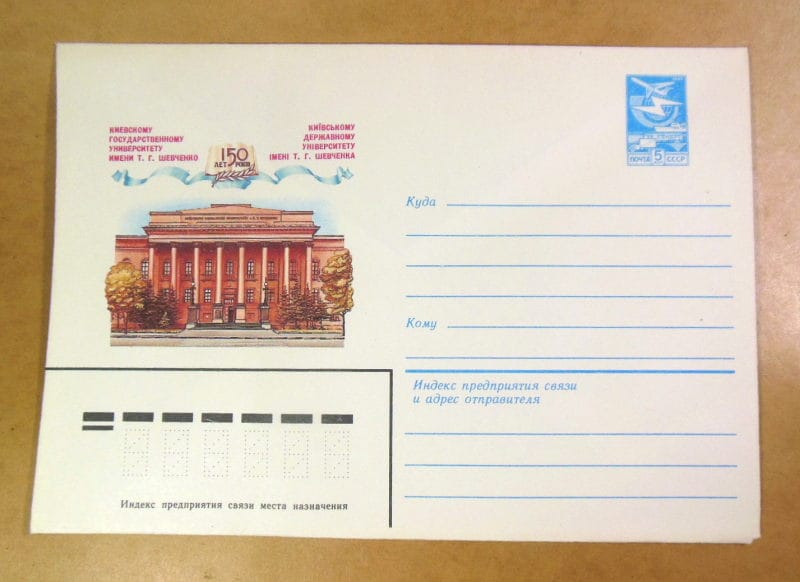 КИЕВСКОМУ
ГОСУДАРСТВЕННОМУ
УНИВЕРСИТЕТУ
ИМЕНИ Т. Г. ШЕВЧЕНКО
150
ЛЕТ РОКІВ
КИЇВСЬКОМУ
ДЕРЖАВНОМУ
УНІВЕРСИТЕТУ
ІМЕНІ Т. Г. ШЕВЧЕНКА
ПОЧТА 5 СССР
Куда
Кому
Индекс предприятия связи
и адрес отправителя
Индекс предприятия связи места назначения